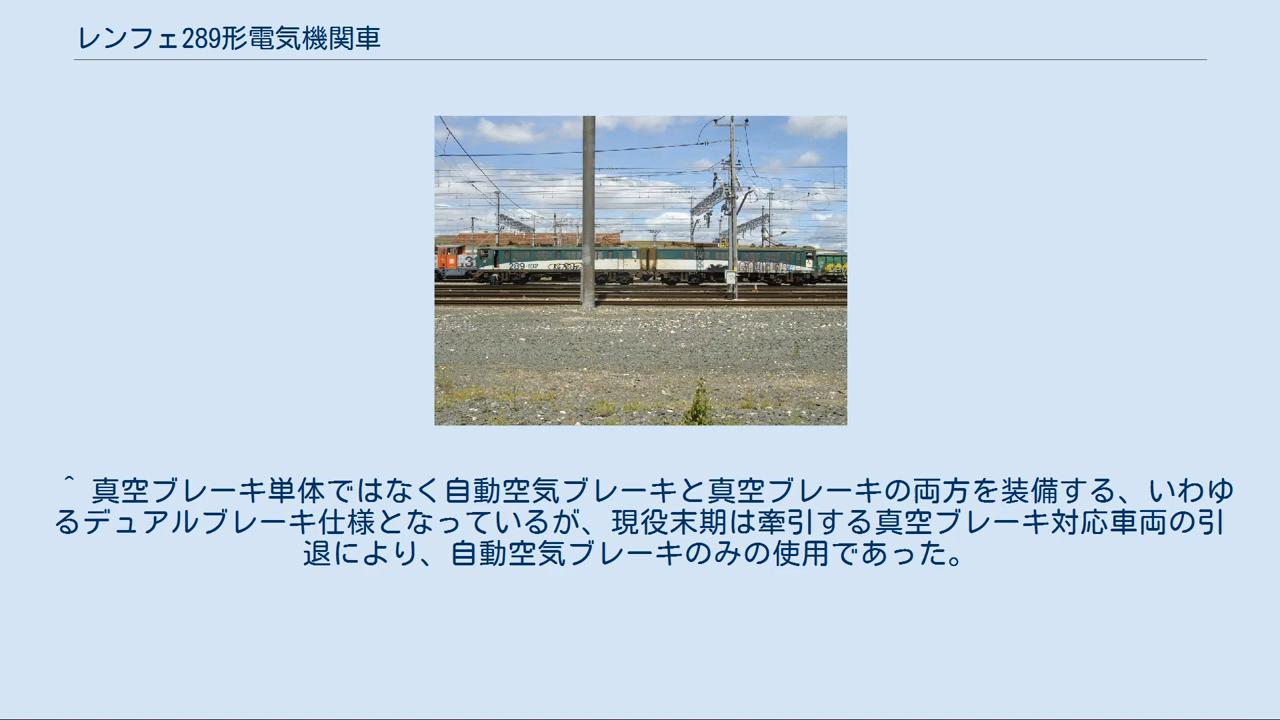 レンフェ289形電気機関車
289
^ 真空ブレーキ単体ではなく自動空気ブレーキと真空ブレーキの両方を装備する、いわゆ
るデュアルブレーキ仕様となっているが、現役末期は牽引する真空ブレーキ対応車両の引
退により、自動空気ブレーキのみの使用であった。